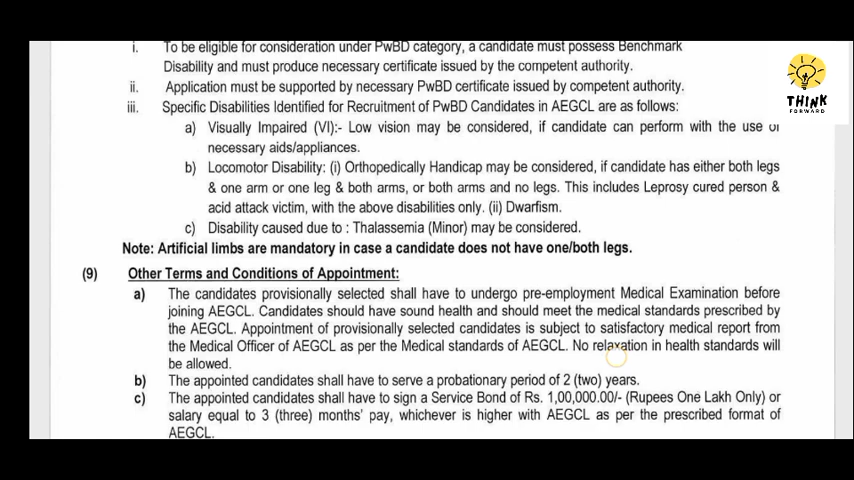 i. To be eligible for consideration under PwBD category, a candidate must possess Benchmark
Disability and must produce necessary certificate issued by the competent authority.
ii. Application must be supported by necessary PwBD certificate issued by competent authority.
iii. Specific Disabilities Identified for Recruitment of PwBD Candidates in AEGCL are as follows:
a) Visually Impaired (VI):- Low vision may be considered, if candidate can perform with the use of
necessary aids/appliances.
b) Locomotor Disability: (i) Orthopedically Handicap may be considered, if candidate has either both legs
& one arm or one leg & both arms, or both arms and no legs. This includes Leprosy cured person &
acid attack victim, with the above disabilities only. (ii) Dwarfism.
c) Disability caused due to : Thalassemia (Minor) may be considered.
Note: Artificial limbs are mandatory in case a candidate does not have one/both legs.
(9) Other Terms and Conditions of Appointment:
a) The candidates provisionally selected shall have to undergo pre-employment Medical Examination before
joining AEGCL. Candidates should have sound health and should meet the medical standards prescribed by
the AEGCL. Appointment of provisionally selected candidates is subject to satisfactory medical report from
the Medical Officer of AEGCL as per the Medical standards of AEGCL. No relaxation in health standards will
be allowed.
b) The appointed candidates shall have to serve a probationary period of 2 (two) years.
c) The appointed candidates shall have to sign a Service Bond of Rs. 1,00,000.00/- (Rupees One Lakh Only) or
salary equal to 3 (three) months' pay, whichever is higher with AEGCL as per the prescribed format of
AEGCL.
THINK
FORWARD